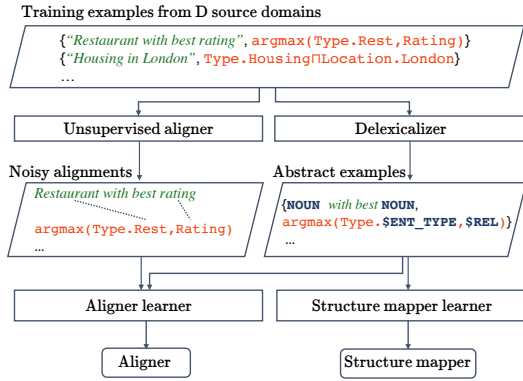 Training examples from D source domains
{“Restaurant with best rating”, argmax(Type.Rest,Rating)}
{“Housing in London”, Type.Housing⊓Location.London}
...
Unsupervised aligner
Delexicalizer
Noisy alignments
Restaurant with best rating
argmax(Type.Rest,Rating)
...
Abstract examples
{NOUN with best NOUN,
argmax(Type.$ENT_TYPE,$REL)}
...
Aligner learner
Structure mapper learner
Aligner
Structure mapper